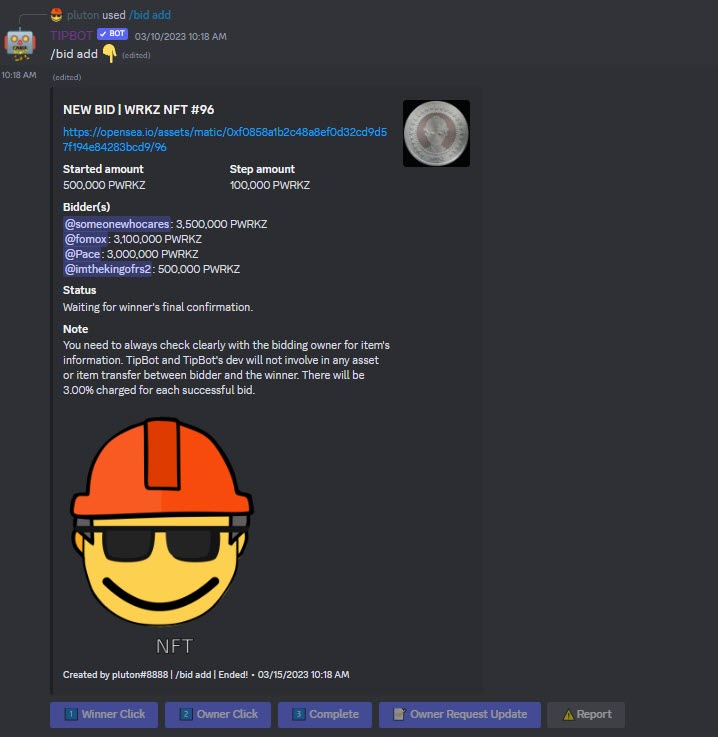 pluton used /bid add
TIPBOT BOT 03/10/2023 10:18 AM
/bid add 👇 (edited)
10:18 AM (edited)
NEW BID | WRKZ NFT #96
https://opensea.io/assets/matic/0xf0858a1b2c48a8ef0d32cd9d5
7f194e84283bcd9/96
Started amount Step amount
500,000 PWRKZ 100,000 PWRKZ
Bidder(s)
@someonewhocares: 3,500,000 PWRKZ
@fomox: 3,100,000 PWRKZ
@Pace: 3,000,000 PWRKZ
@imthekingofrs2: 500,000 PWRKZ
Status
Waiting for winner's final confirmation.
Note
You need to always check clearly with the bidding owner for item's
information. TipBot and TipBot's dev will not involve in any asset
or item transfer between bidder and the winner. There will be
3.00% charged for each successful bid.
NFT
Created by pluton#8888 | /bid add | Ended! • 03/15/2023 10:18 AM
1 Winner Click 2 Owner Click 3 Complete Owner Request Update Report